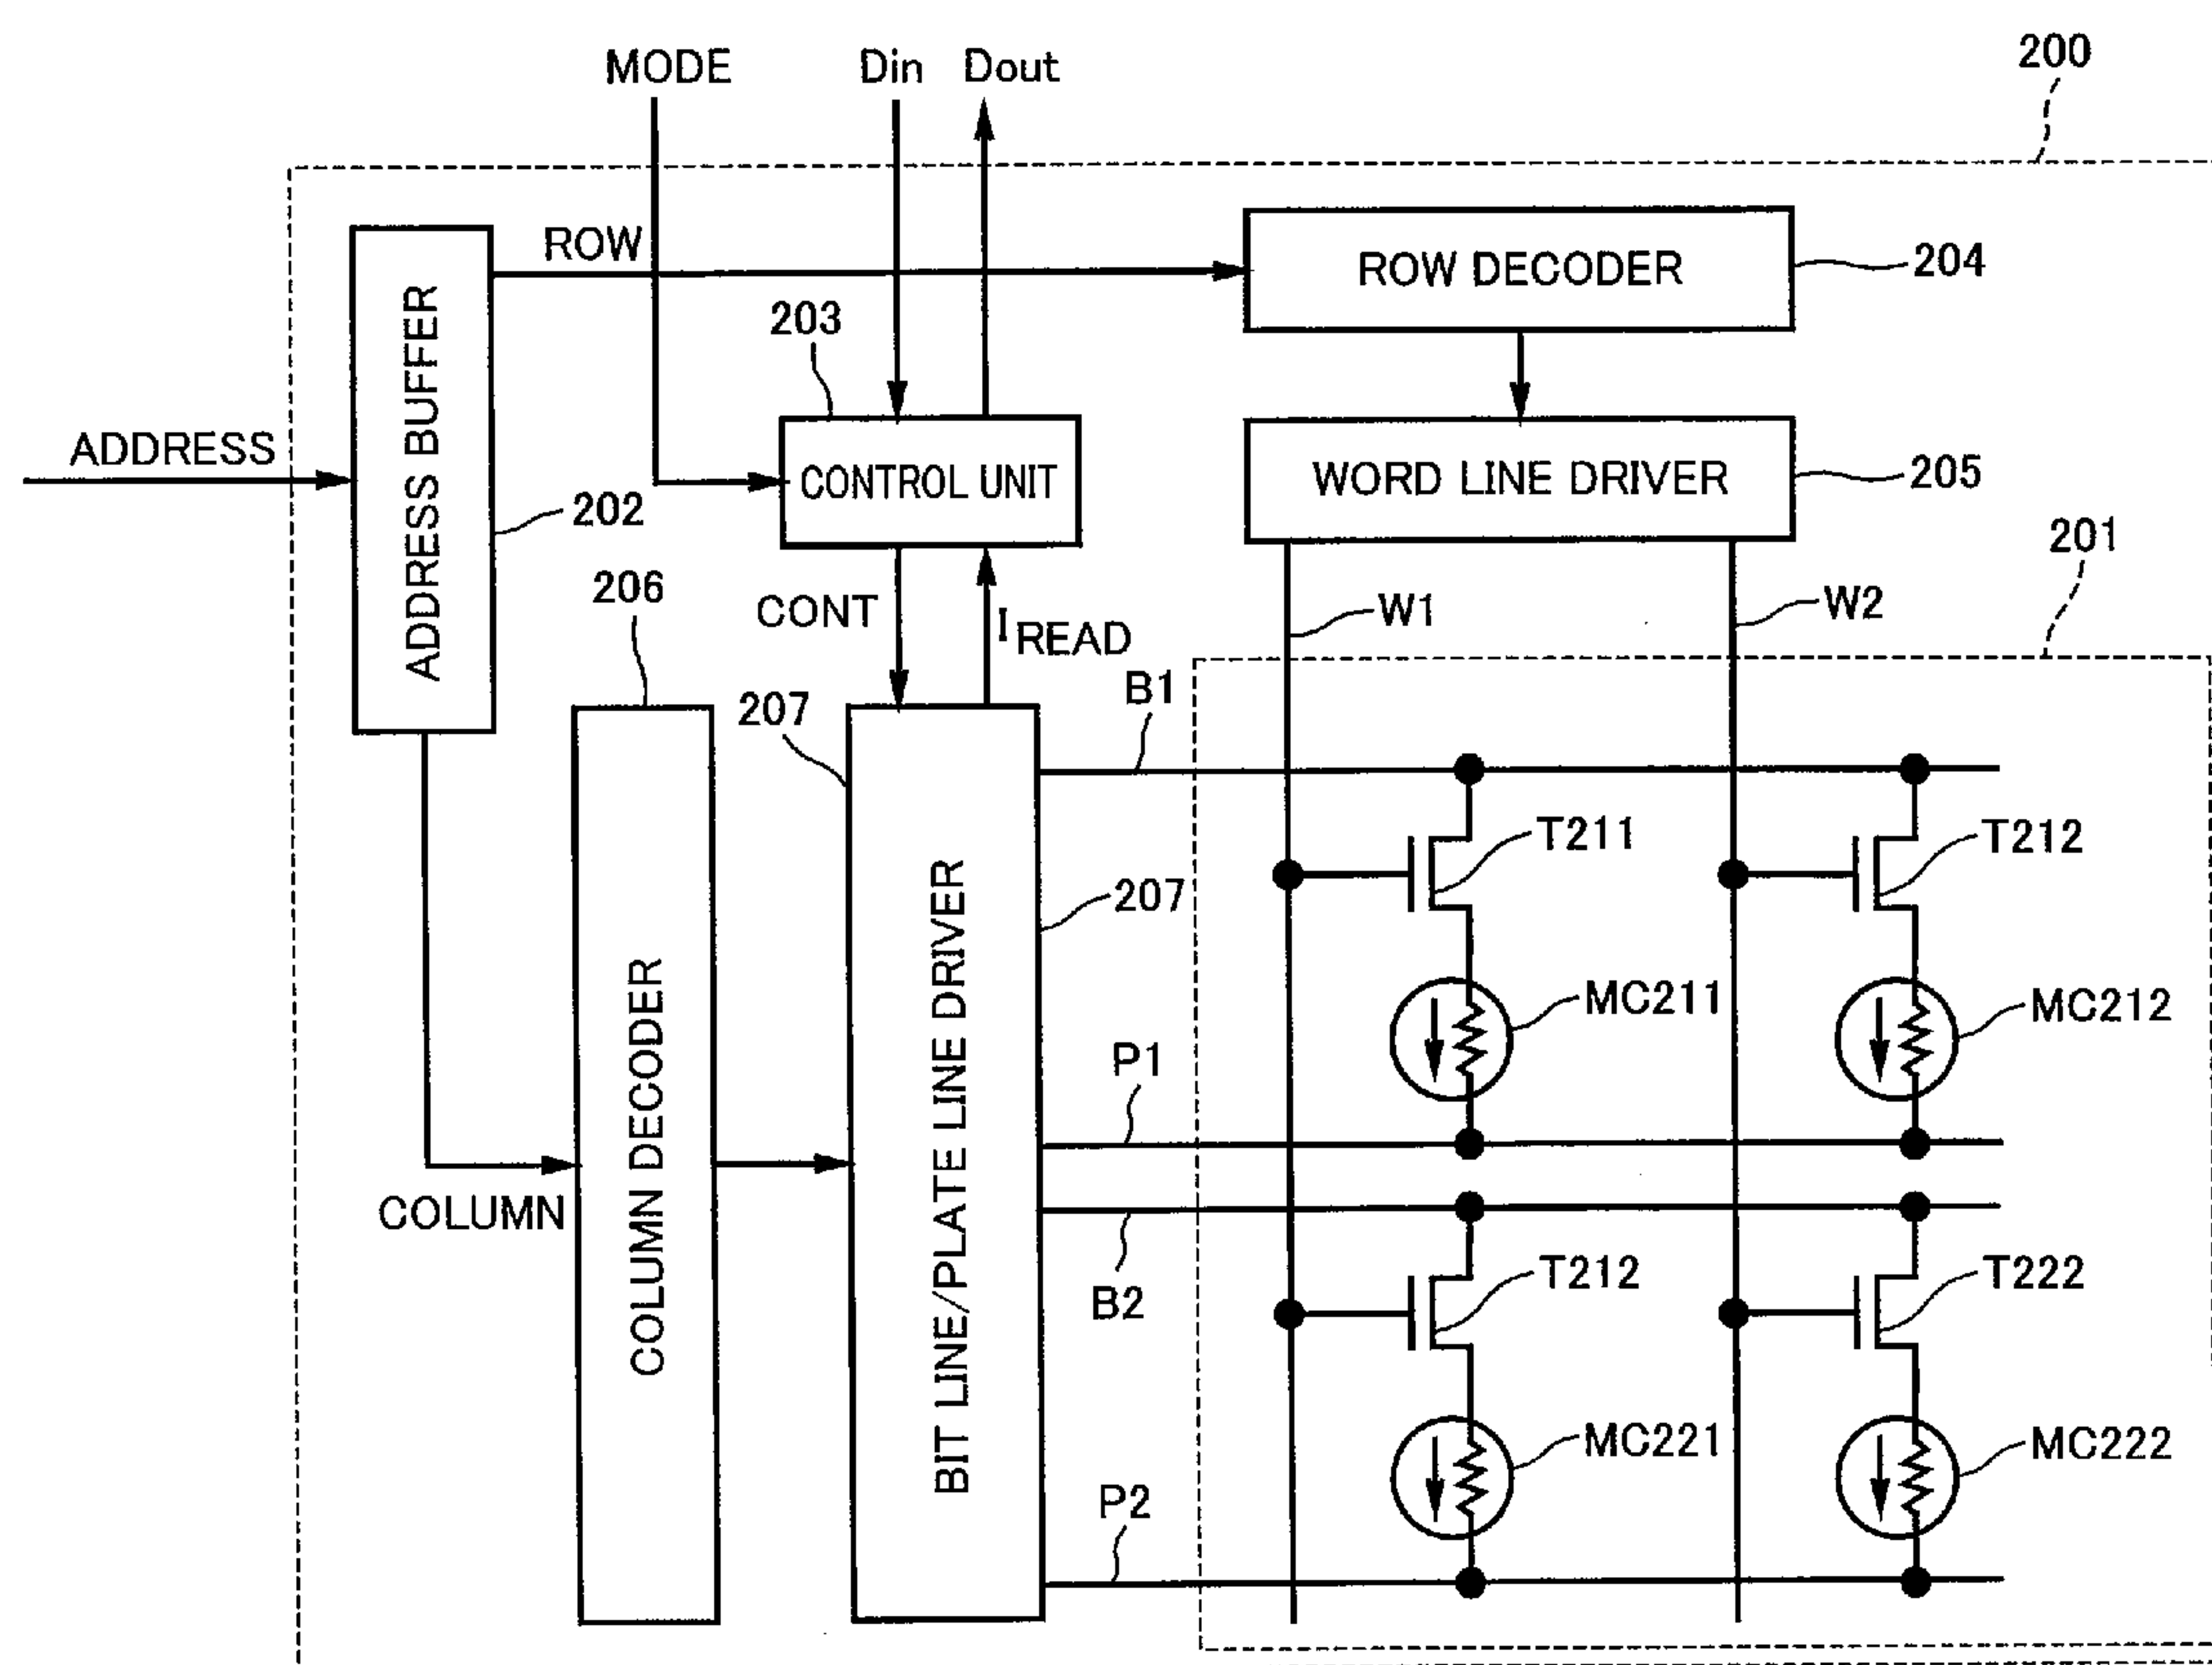 200
MODE
Din
Dout
ROW
ROW DECODER
204
203
ADDRESS BUFFER
ADDRESS
CONTROL UNIT
WORD LINE DRIVER
205
202
201
206
CONT
I READ
W1
W2
207
B1
T211
T212
207
COLUMN DECODER
BIT LINE/PLATE LINE DRIVER
MC211
MC212
P1
COLUMN
B2
T212
T222
MC221
MC222
P2